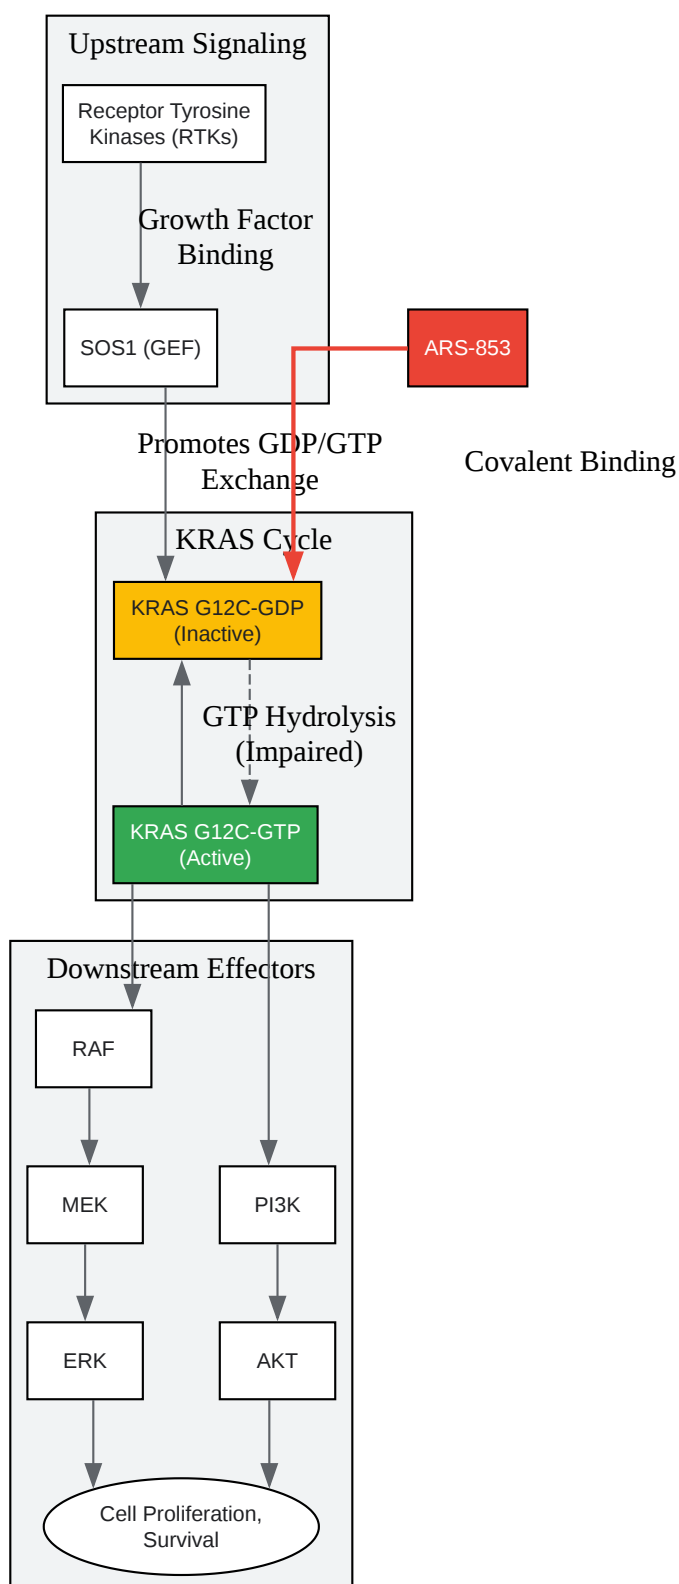 Upstream Signaling
Receptor Tyrosine
Kinases (RTKs)
Growth Factor
Binding
SOS1 (GEF)
ARS-853
Promotes GDP/GTP
Exchange
Covalent Binding
KRAS Cycle
KRAS G12C-GDP
(Inactive)
GTP Hydrolysis
(Impaired)
KRAS G12C-GTP
(Active)
Downstream Effectors
RAF
MEK
PI3K
ERK
AKT
Cell Proliferation,
Survival